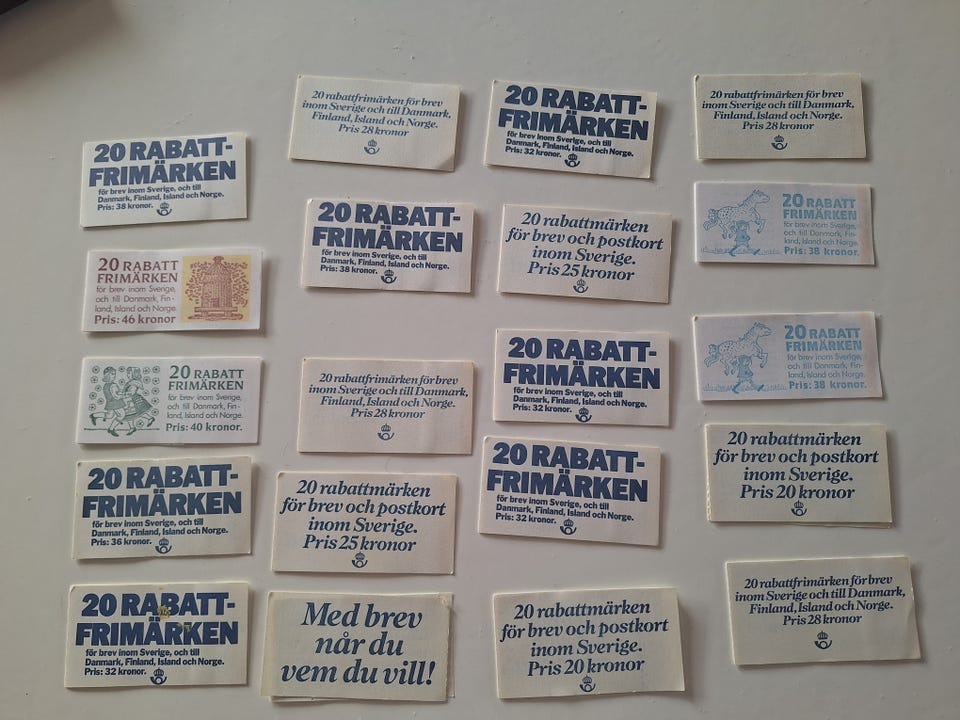 20 RABATT-
FRIMÄRKEN
för brev inom Sverige, och till
Danmark, Finland, Island och Norge.
Pris: 38 kronor.
20 RABATT
FRIMÄRKEN
för brev inom Sverige,
och till Danmark, Fin-
land, Island och Norge
Pris: 46 kronor
20 RABATT
FRIMÄRKEN
för brev inom Sverige,
och till Danmark, Fin-
land, Island och Norge.
Pris: 40 kronor.
20 RABATT-
FRIMÄRKEN
för brev inom Sverige, och till
Danmark, Finland, Island och Norge.
Pris: 36 kronor.
20 RABATT-
FRIMÄRKEN
för brev inom Sverige, och till
Danmark, Finland, Island och Norge.
Pris: 32 kronor.
20 rabattfrimärken för brev
inom Sverige och till Danmark,
Finland, Island och Norge.
Pris 28 kronor
20 RABATT-
FRIMÄRKEN
för brev inom Sverige, och till
Danmark, Finland, Island och Norge.
Pris: 38 kronor.
20 rabattfrimärken för brev
inom Sverige och till Danmark,
Finland, Island och Norge.
Pris 28 kronor
20 rabattmärken
för brev och postkort
inom Sverige.
Pris 25 kronor
Med brev
når du
vem du vill!
20 RABATT-
FRIMÄRKEN
för brev inom Sverige, och till
Danmark, Finland, Island och Norge.
Pris: 32 kronor.
20 rabattmärken
för brev och postkort
inom Sverige.
Pris 25 kronor
20 RABATT-
FRIMÄRKEN
för brev inom Sverige, och till
Danmark, Finland, Island och Norge.
Pris: 32 kronor.
20 RABATT-
FRIMÄRKEN
för brev inom Sverige, och till
Danmark, Finland, Island och Norge.
Pris: 32 kronor.
20 rabattmärken
för brev och postkort
inom Sverige.
Pris 20 kronor
20 rabattfrimärken för brev
inom Sverige och till Danmark,
Finland, Island och Norge.
Pris 28 kronor
20 RABATT
FRIMÄRKEN
för brev inom Sverige,
och till Danmark, Fin-
land, Island och Norge.
Pris: 38 kronor.
20 RABATT
FRIMÄRKEN
för brev inom Sverige,
och till Danmark, Fin-
land, Island och Norge.
Pris: 38 kronor.
20 rabattmärken
för brev och postkort
inom Sverige.
Pris 20 kronor
20 rabattfrimärken för brev
inom Sverige och till Danmark,
Finland, Island och Norge.
Pris 28 kronor